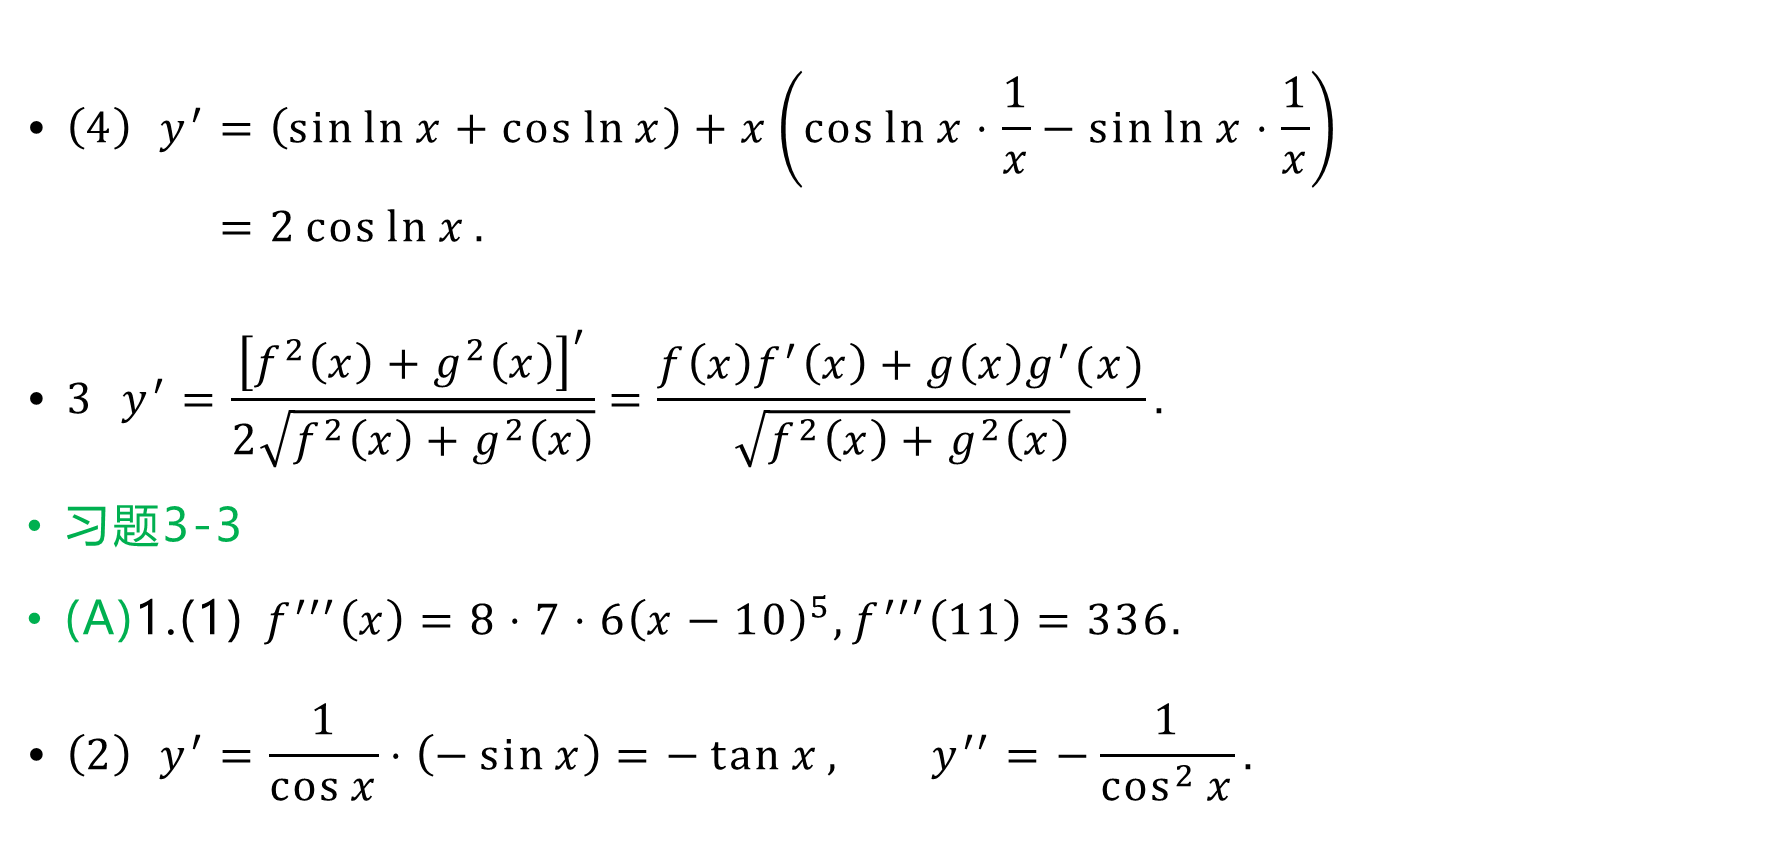 • (4) y′ = (sin ln x + cos ln x) + x (cos ln x · 1/x − sin ln x · 1/x)
= 2 cos ln x .
• 3 y′ = [f²(x) + g²(x)]′ / 2√(f²(x) + g²(x)) = f(x)f′(x) + g(x)g′(x) / √(f²(x) + g²(x)) .
• 习题3-3
• (A)1.(1) f′′′(x) = 8 · 7 · 6(x − 10)⁵, f′′′(11) = 336.
• (2) y′ = 1/cos x · (− sin x) = − tan x , y′′ = − 1/cos² x .